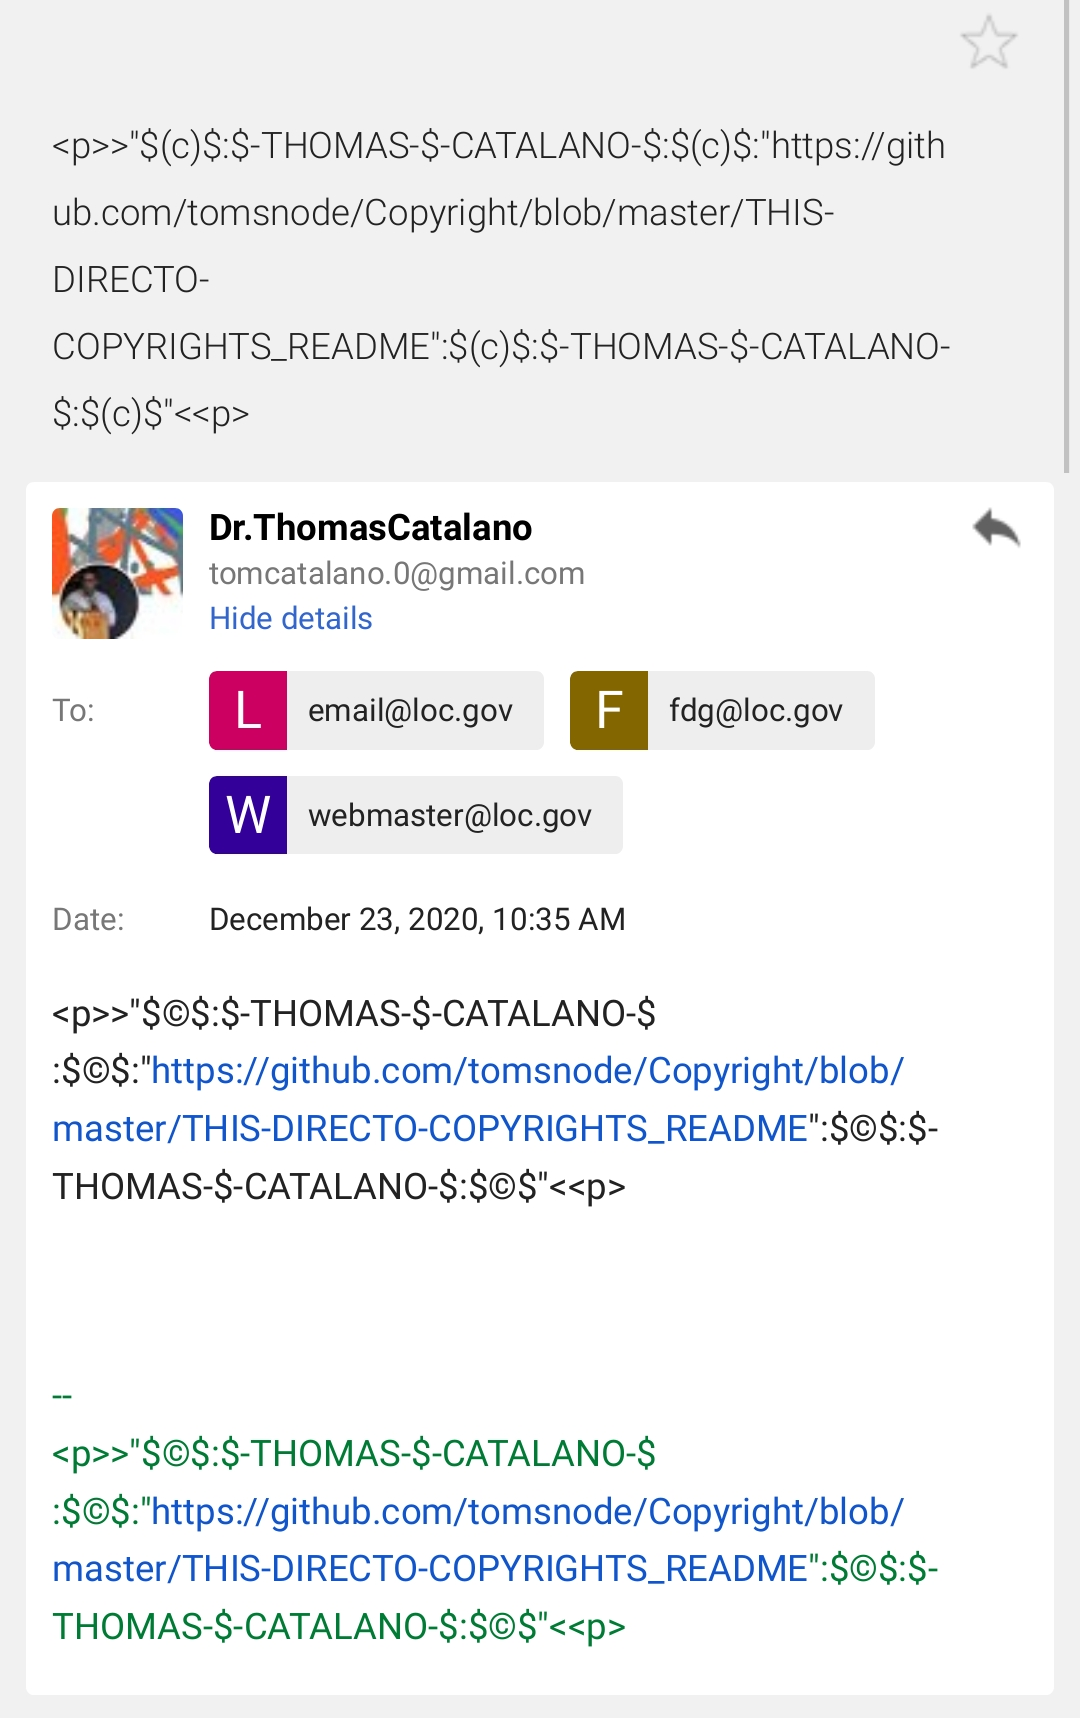 <p>>"$(c)$:$-THOMAS-$-CATALANO-$:$(c)$:"https://gith
ub.com/tomsnode/Copyright/blob/master/THIS-
DIRECTO-
COPYRIGHTS_README":$(c)$:$-THOMAS-$-CATALANO-
$:$(c)$"<<p>
Dr.ThomasCatalano
tomcatalano.0@gmail.com
Hide details
To: L email@loc.gov F fdg@loc.gov
W webmaster@loc.gov
Date: December 23, 2020, 10:35 AM
<p>>"$©$:$-THOMAS-$-CATALANO-$
:$©$:"https://github.com/tomsnode/Copyright/blob/
master/THIS-DIRECTO-COPYRIGHTS_README":$©$:$-
THOMAS-$-CATALANO-$:$©$"<<p>
--
<p>>"$©$:$-THOMAS-$-CATALANO-$
:$©$:"https://github.com/tomsnode/Copyright/blob/
master/THIS-DIRECTO-COPYRIGHTS_README":$©$:$-
THOMAS-$-CATALANO-$:$©$"<<p>